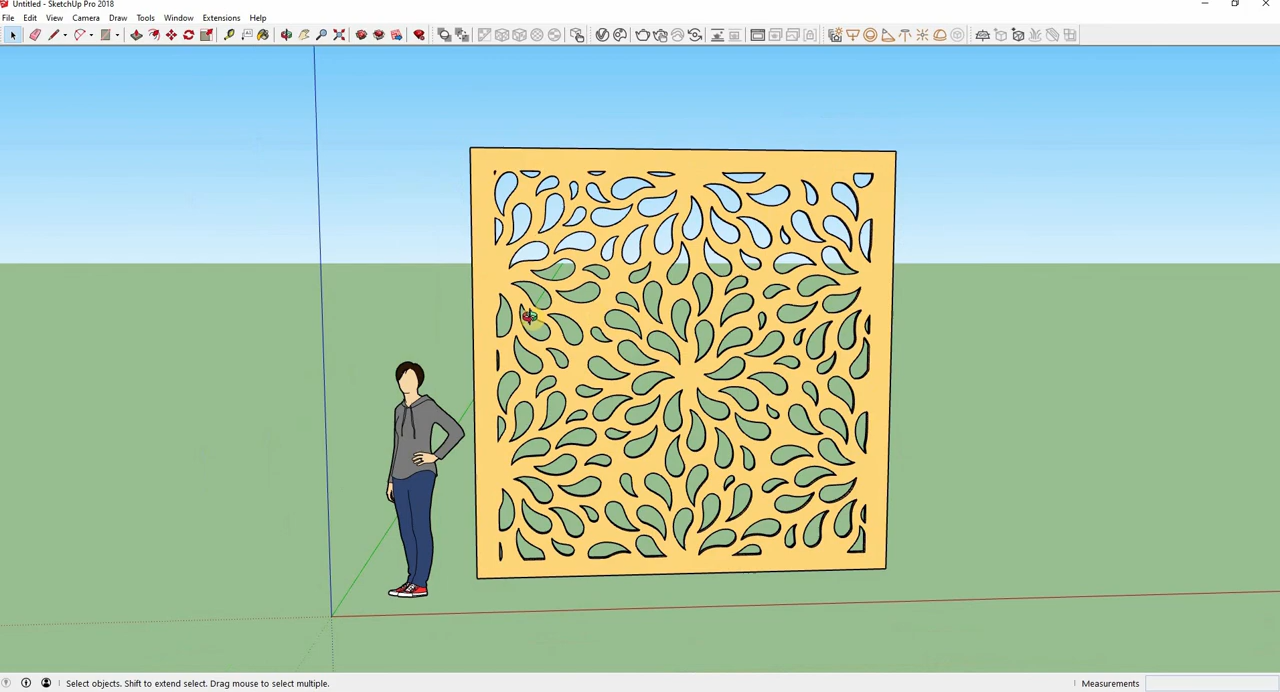 Untitled - SketchUp Pro 2018
File Edit View Camera Draw Tools Window Extensions Help
Select objects. Shift to extend select. Drag mouse to select multiple. Measurements